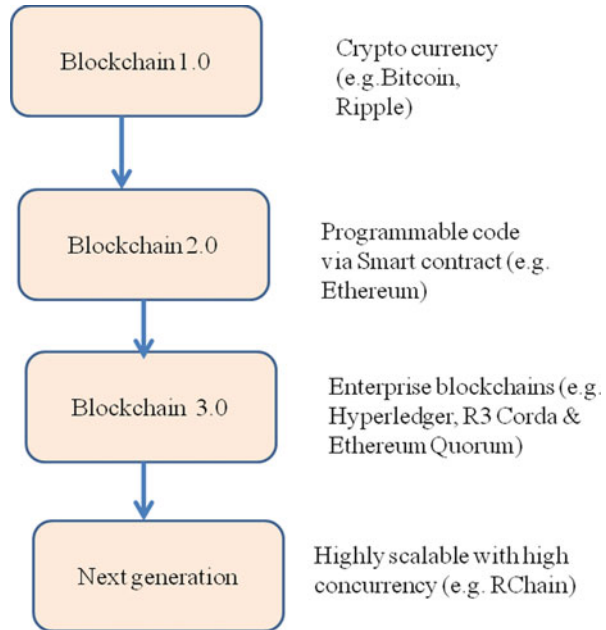 Blockchain 1.0
Crypto currency
(e.g.Bitcoin,
Ripple)
Blockchain 2.0
Programmable code
via Smart contract (e.g.
Ethereum)
Blockchain 3.0
Enterprise blockchains (e.g.
Hyperledger, R3 Corda &
Ethereum Quorum)
Next generation
Highly scalable with high
concurrency (e.g. RChain)